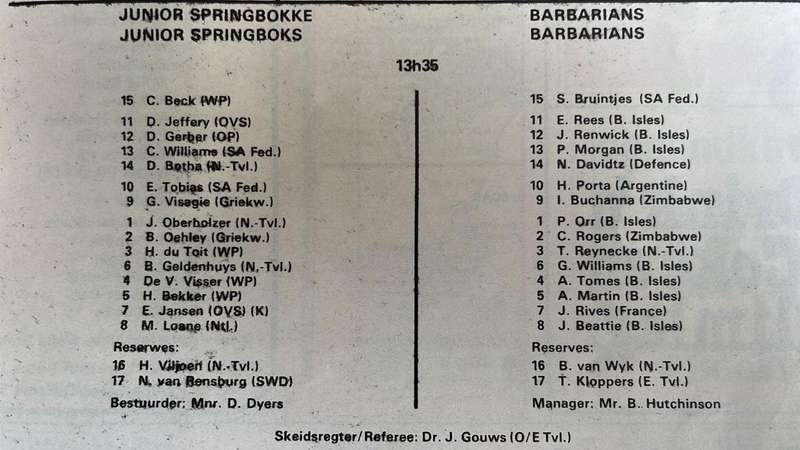 JUNIOR SPRINGBOKKE
JUNIOR SPRINGBOKS
13h35
15 C. Beck (WP)
11 D. Jeffery (OVS)
12 D. Gerber (OP)
13 C. Williams (SA Fed.)
14 D. Botha (N.-Tvl.)
10 E. Tobias (SA Fed.)
9 G. Visagie (Griekw.)
1 J. Oberholzer (N.-Tvl.)
2 B. Oehley (Griekw.)
3 H. du Toit (WP)
6 B. Geldenhuys (N,-Tvl.)
4 De V. Visser (WP)
5 H. Bekker (WP)
7 E. Jansen (OVS) (K)
8 M. Loane (Ntl.)
Reserwes:
16 H. Viljoen (N.-Tvl.)
17 N. van Rensburg (SWD)
Bestuurder: Mnr. D. Dyers
BARBARIANS
BARBARIANS
15 S. Bruintjes (SA Fed.)
11 E. Rees (B. Isles)
12 J. Renwick (B. Isles)
13 P. Morgan (B. Isles)
14 N. Davidtz (Defence)
10 H. Porta (Argentine)
9 I. Buchanna (Zimbabwe)
1 P. Orr (B. Isles)
2 C. Rogers (Zimbabwe)
3 T. Reynecke (N.-Tvl.)
6 G. Williams (B. Isles)
4 A. Tomes (B. Isles)
5 A. Martin (B. Isles)
7 J. Rives (France)
8 J. Beattie (B. Isles)
Reserves:
16 B. van Wyk (N.-Tvl.)
17 T. Kloppers (E. Tvl.)
Manager: Mr. B. Hutchinson
Skeidsregter/Referee: Dr. J. Gouws (O/E Tvl.)